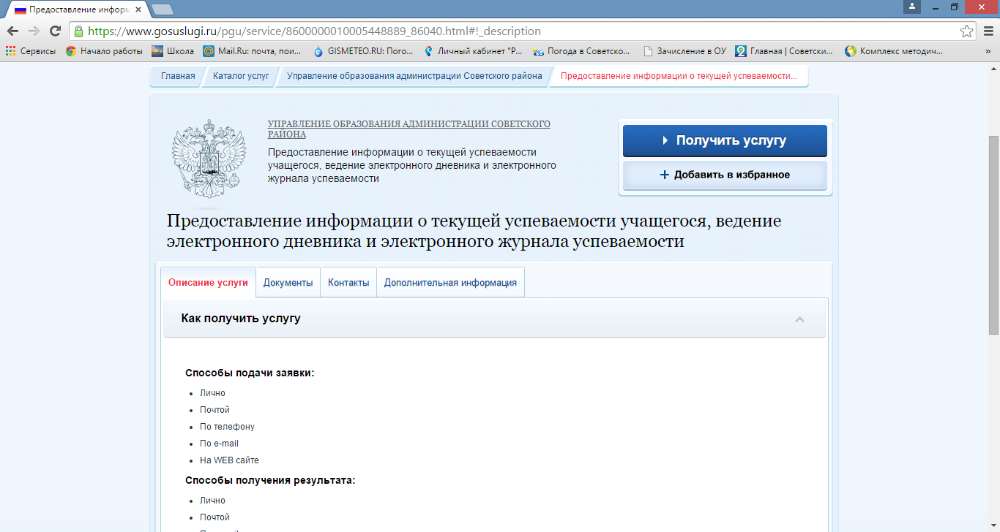 Предоставление информ
https://www.gosuslugi.ru/pgu/service/8600000010005448889_86040.html#!_description
Сервисы Начало работы Школа Mail.Ru: почта, пои... GISMETEO.RU: Пого... Личный кабинет "Р... Погода в Советско... Зачисление в ОУ Главная | Советски... Комплекс методич... »
Главная Каталог услуг Управление образования администрации Советского района Предоставление информации о текущей успеваемости...
УПРАВЛЕНИЕ ОБРАЗОВАНИЯ АДМИНИСТРАЦИИ СОВЕТСКОГО
РАЙОНА
Предоставление информации о текущей успеваемости
учащегося, ведение электронного дневника и электронного
журнала успеваемости
Получить услугу
+ Добавить в избранное
Предоставление информации о текущей успеваемости учащегося, ведение
электронного дневника и электронного журнала успеваемости
Описание услуги Документы Контакты Дополнительная информация
Как получить услугу
Способы подачи заявки:
• Лично
• Почтой
• По телефону
• По e-mail
• На WEB сайте
Способы получения результата:
• Лично
• Почтой